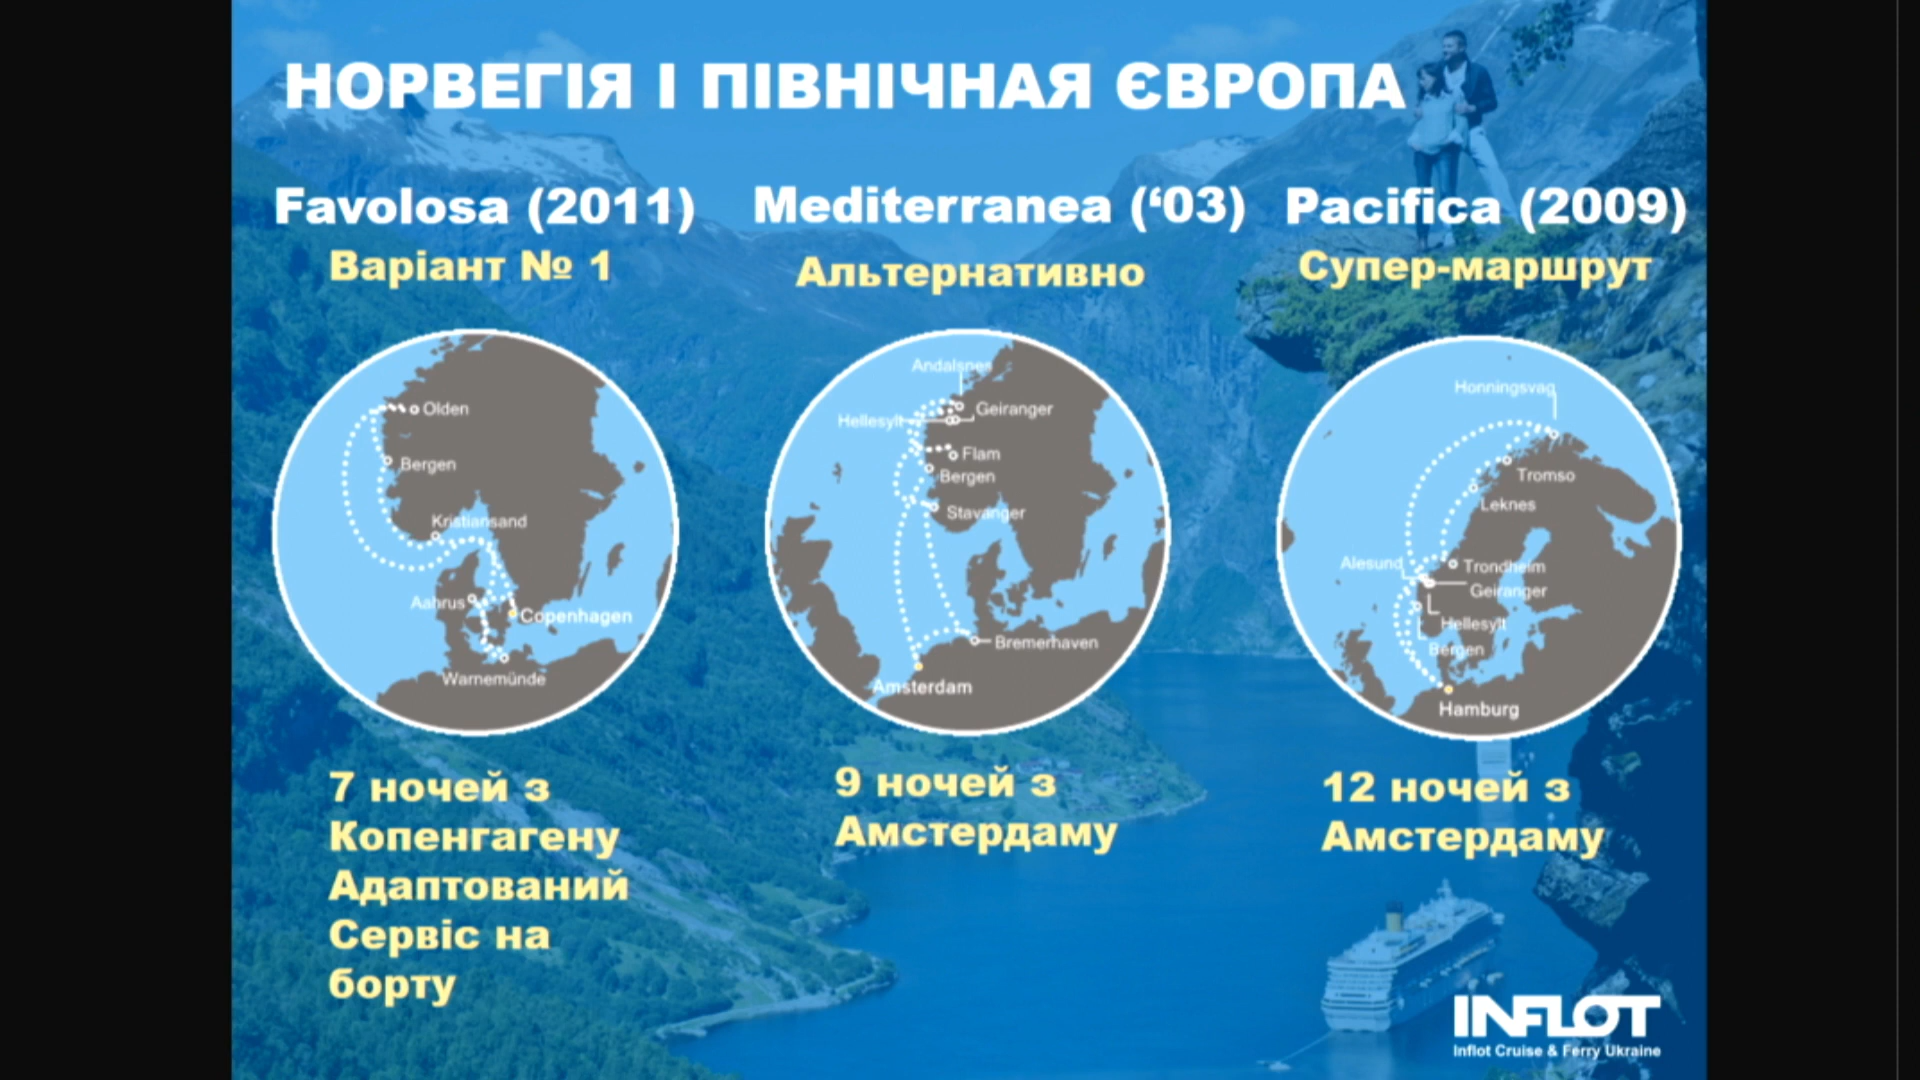 НОРВЕГІЯ І ПІВНІЧНАЯ ЄВРОПА
Favolosa (2011)
Варіант № 1
Olden
Bergen
Kristiansand
Aahrus
Copenhagen
Warnemünde
7 ночей з
Копенгагену
Адаптований
Сервіс на
борту
Mediterranea (‘03)
Альтернативно
Andalsnes
Geiranger
Hellesylt
Flam
Bergen
Stavanger
Bremerhaven
Amsterdam
9 ночей з
Амстердаму
Pacifica (2009)
Супер-маршрут
Honningsvag
Tromso
Leknes
Alesund
Trondheim
Geiranger
Hellesylt
Bergen
Hamburg
12 ночей з
Амстердаму
INFLOT
Inflot Cruise & Ferry Ukraine